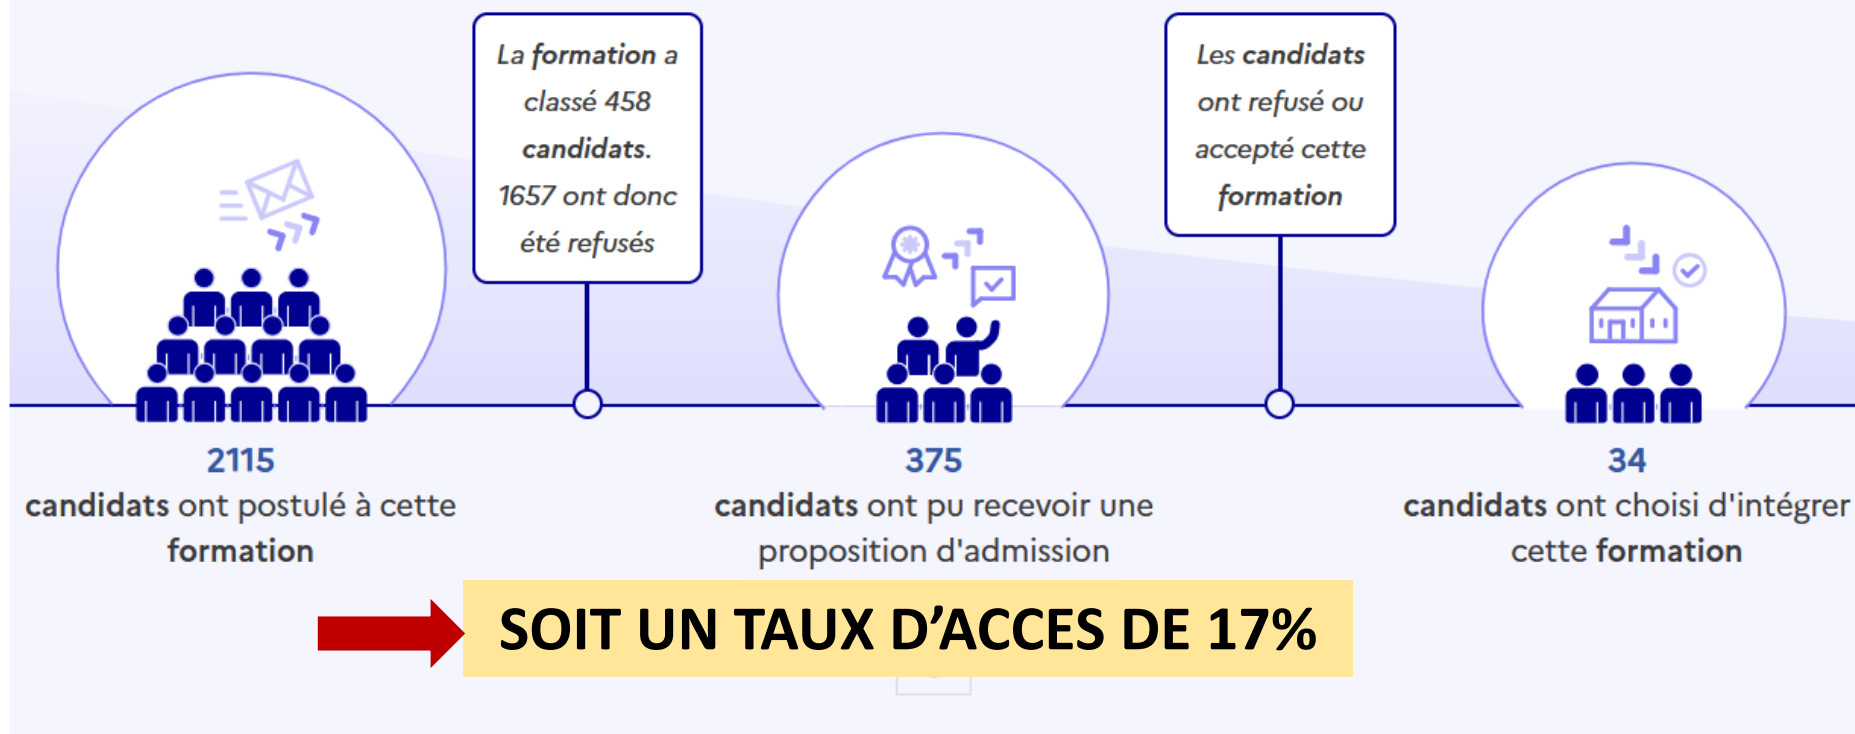 La formation a
classé 458
candidats.
1657 ont donc
été refusés
Les candidats
ont refusé ou
accepté cette
formation
2115
candidats ont postulé à cette
formation
375
candidats ont pu recevoir une
proposition d'admission
34
candidats ont choisi d'intégrer
cette formation
SOIT UN TAUX D’ACCES DE 17%